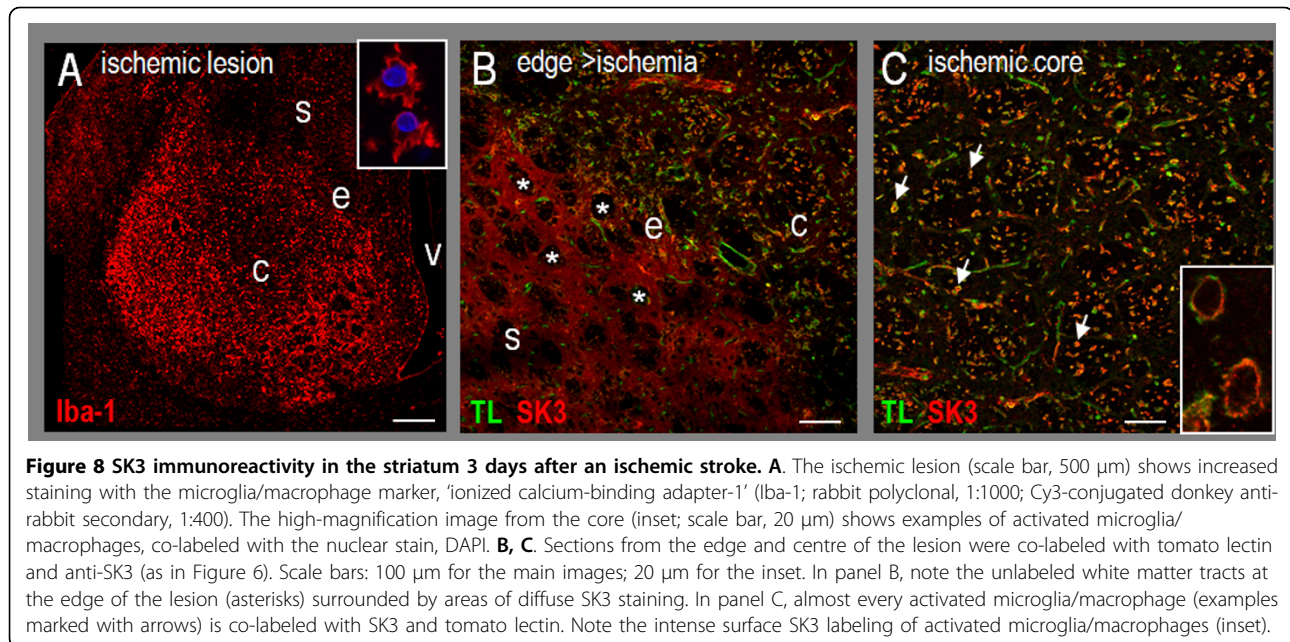 A ischemic lesion
s
e
v
c
Iba-1
B edge >ischemia
*
*
e
c
*
*
s
TL SK3
C ischemic core
TL SK3
Figure 8 SK3 immunoreactivity in the striatum 3 days after an ischemic stroke. A. The ischemic lesion (scale bar, 500 μm) shows increased
staining with the microglia/macrophage marker, ‘ionized calcium-binding adapter-1’ (Iba-1; rabbit polyclonal, 1:1000; Cy3-conjugated donkey anti-
rabbit secondary, 1:400). The high-magnification image from the core (inset; scale bar, 20 μm) shows examples of activated microglia/
macrophages, co-labeled with the nuclear stain, DAPI. B, C. Sections from the edge and centre of the lesion were co-labeled with tomato lectin
and anti-SK3 (as in Figure 6). Scale bars: 100 μm for the main images; 20 μm for the inset. In panel B, note the unlabeled white matter tracts at
the edge of the lesion (asterisks) surrounded by areas of diffuse SK3 staining. In panel C, almost every activated microglia/macrophage (examples
marked with arrows) is co-labeled with SK3 and tomato lectin. Note the intense surface SK3 labeling of activated microglia/macrophages (inset).